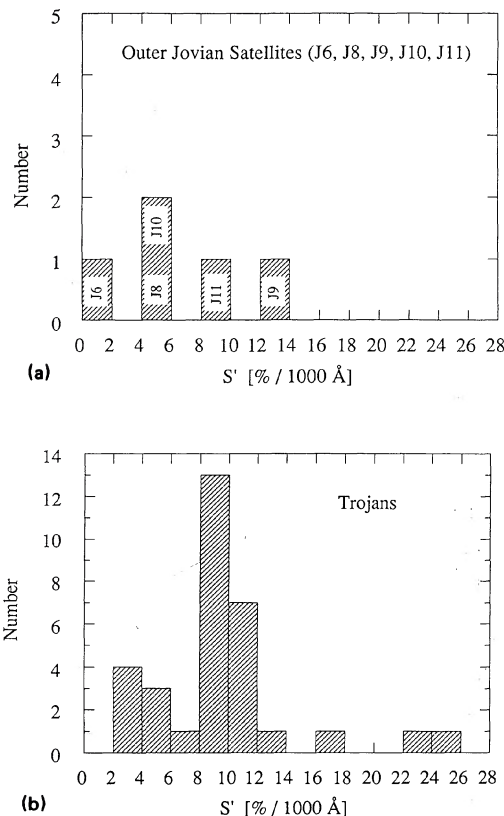 5
Outer Jovian Satellites (J6, J8, J9, J10, J11)
4
3
Number
2
J10
1
J6
J8
J11
J9
0
0 2 4 6 8 10 12 14 16 18 20 22 24 26 28
(a)
S' [% / 1000 Å]
14
12
Trojans
10
8
Number
6
4
2
0
0 2 4 6 8 10 12 14 16 18 20 22 24 26 28
(b)
S' [% / 1000 Å]